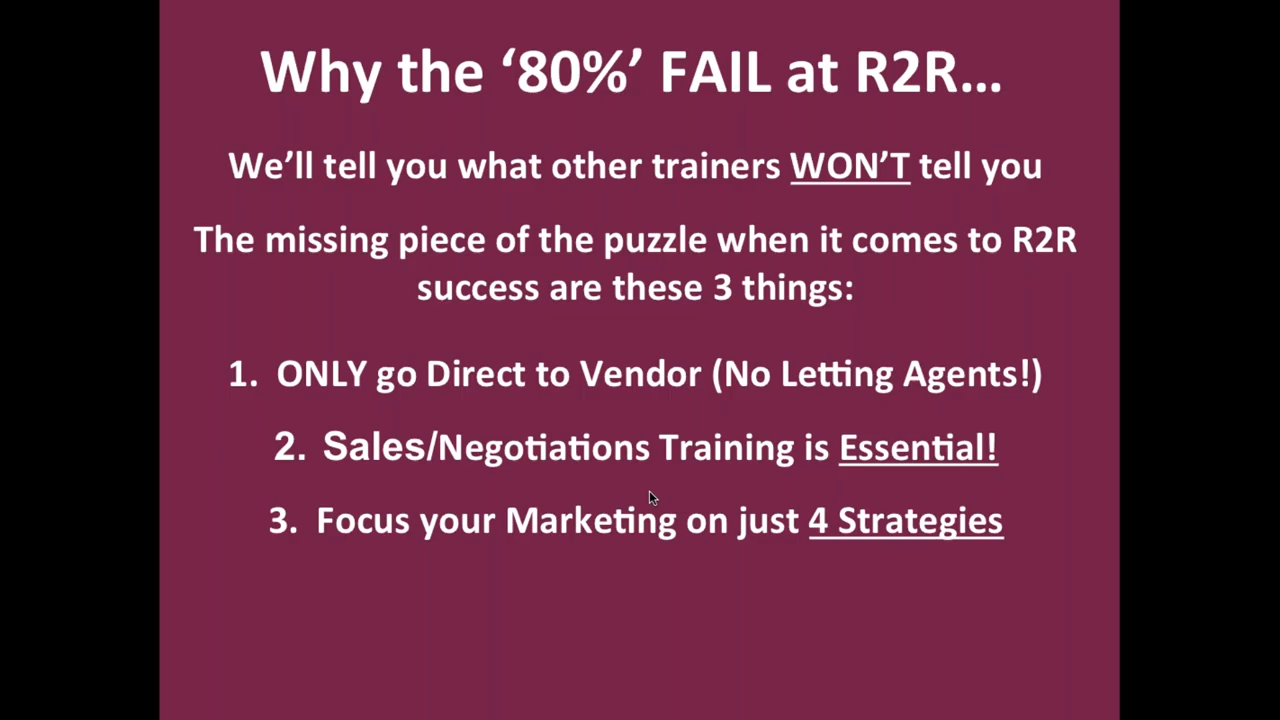 Why the ‘80%’ FAIL at R2R…
We’ll tell you what other trainers WON’T tell you
The missing piece of the puzzle when it comes to R2R
success are these 3 things:
1. ONLY go Direct to Vendor (No Letting Agents!)
2. Sales/Negotiations Training is Essential!
3. Focus your Marketing on just 4 Strategies